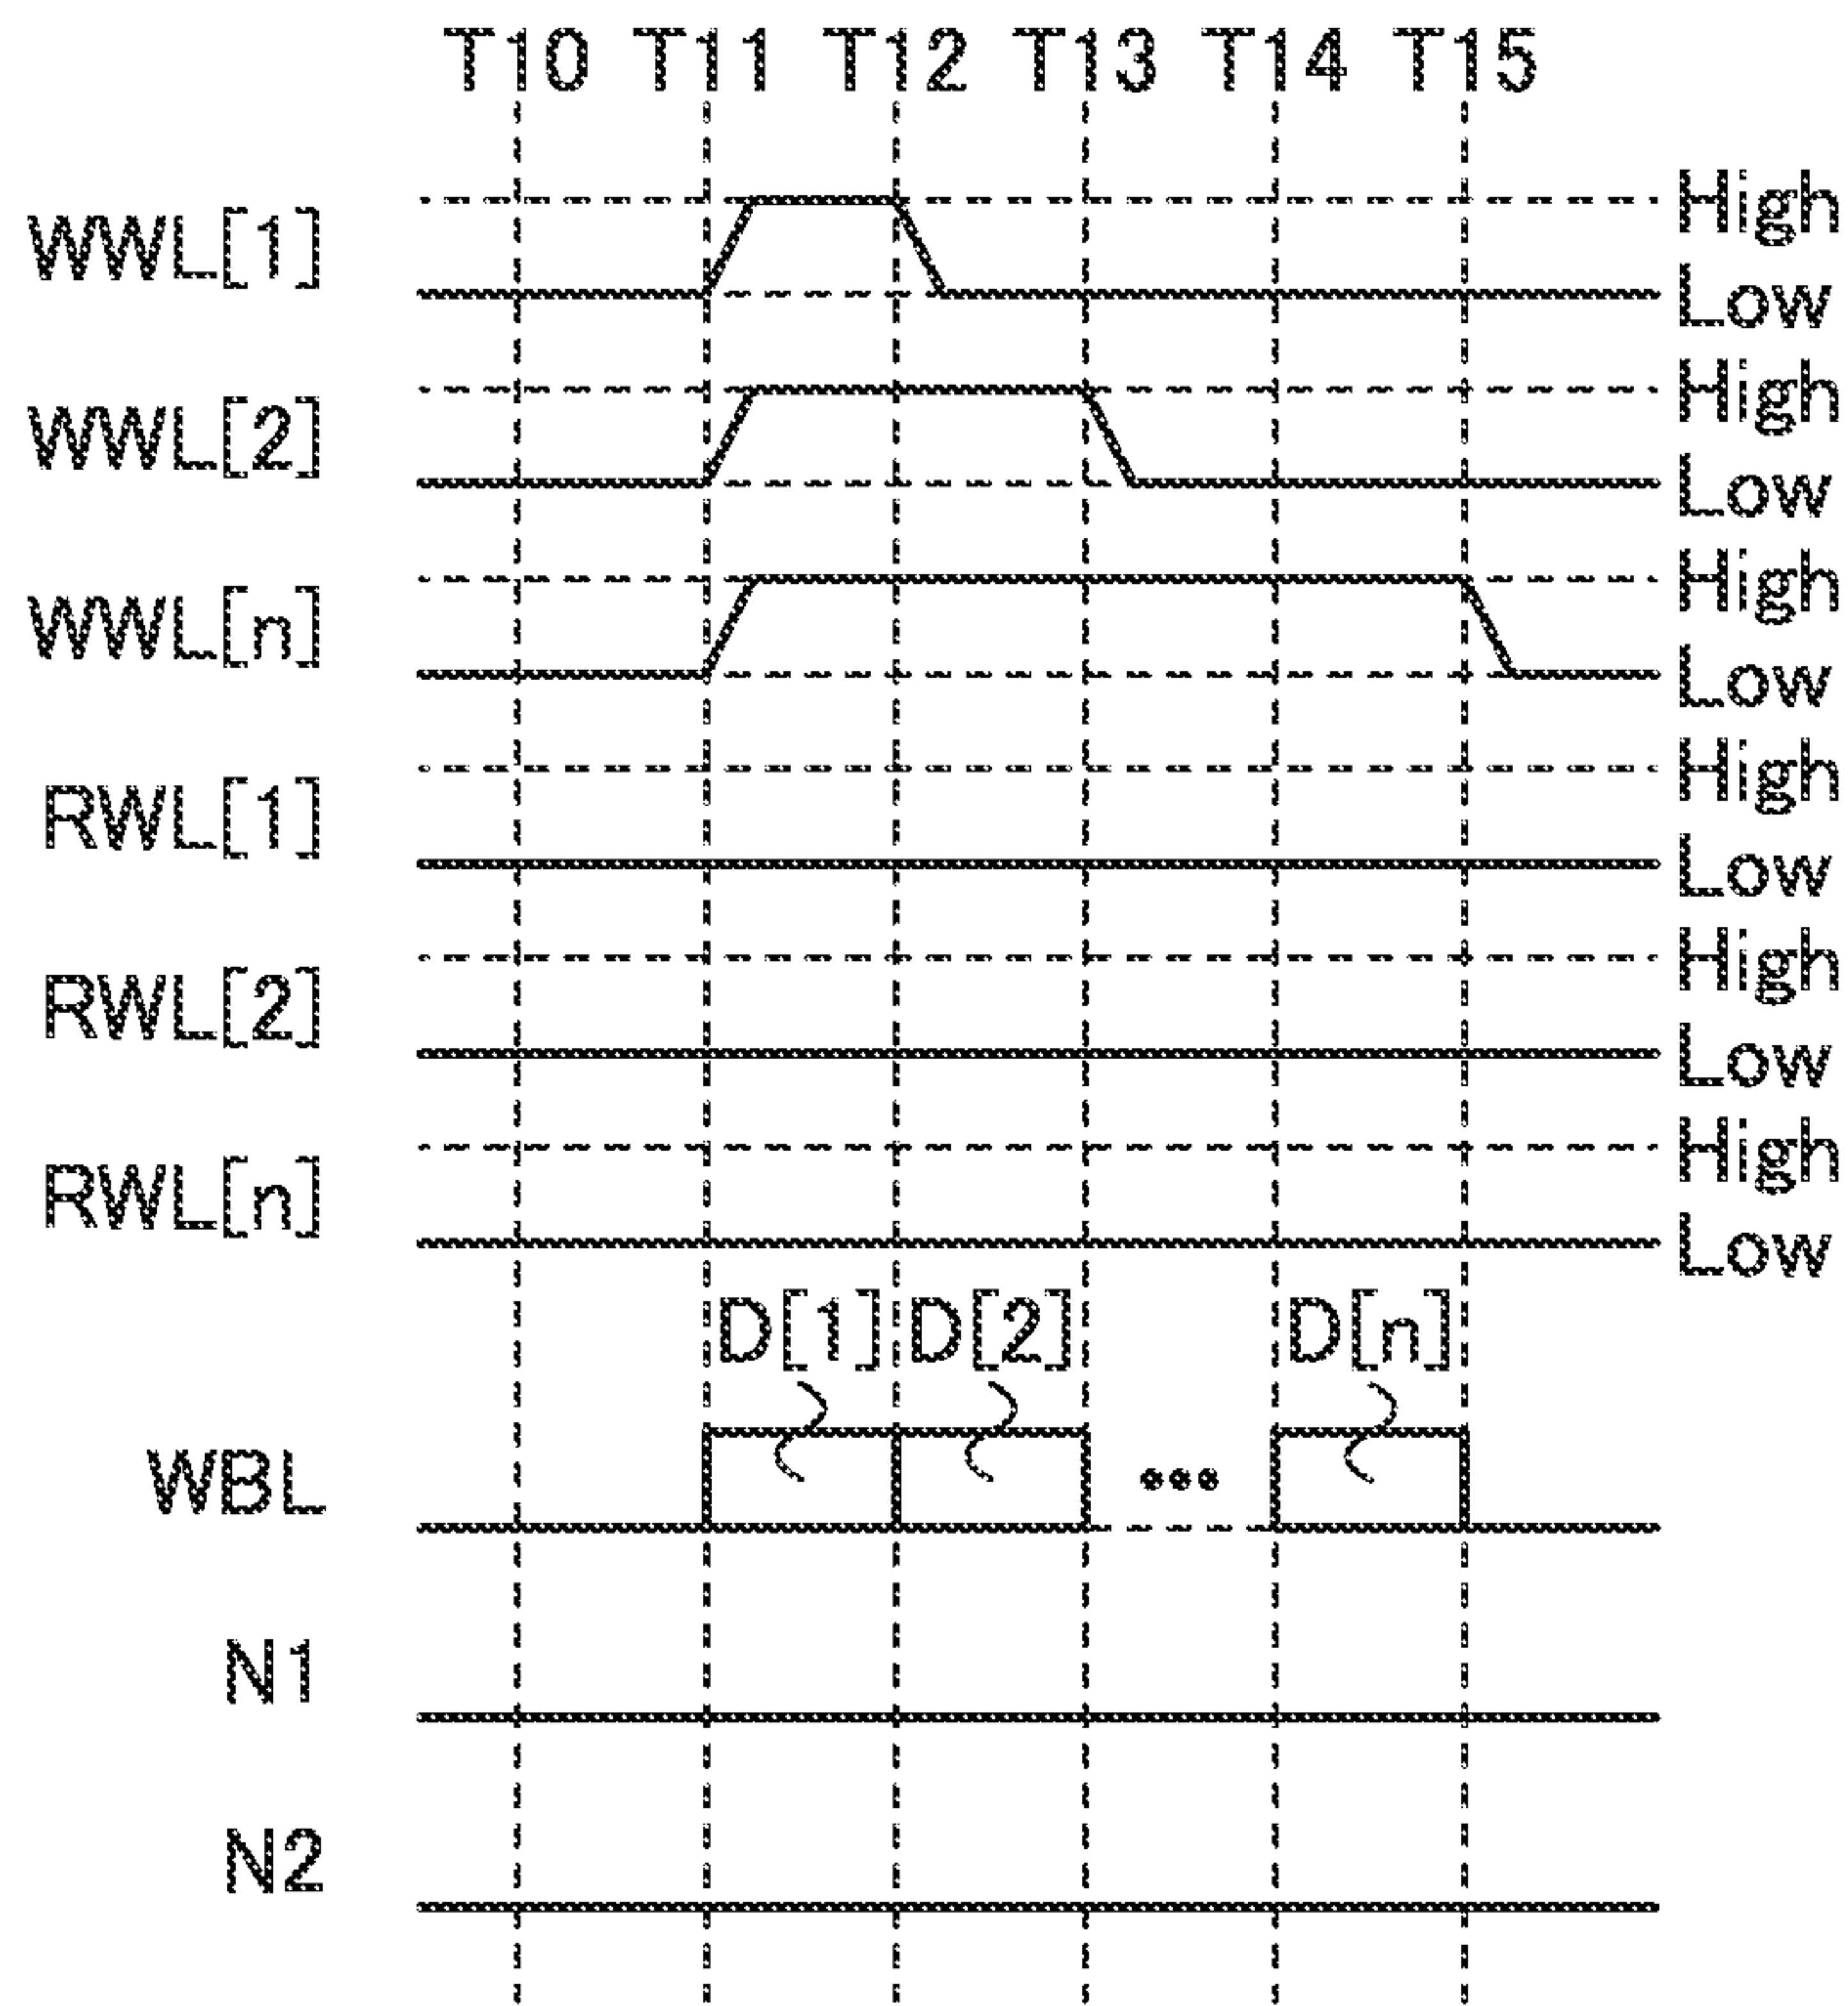 T10 T11 T12 T13 T14 T15
WWL[1] High
Low
WWL[2] High
Low
WWL[n] High
Low
RWL[1] High
Low
RWL[2] High
Low
RWL[n] High
Low
D[1] D[2] D[n]
WBL •••
N1
N2